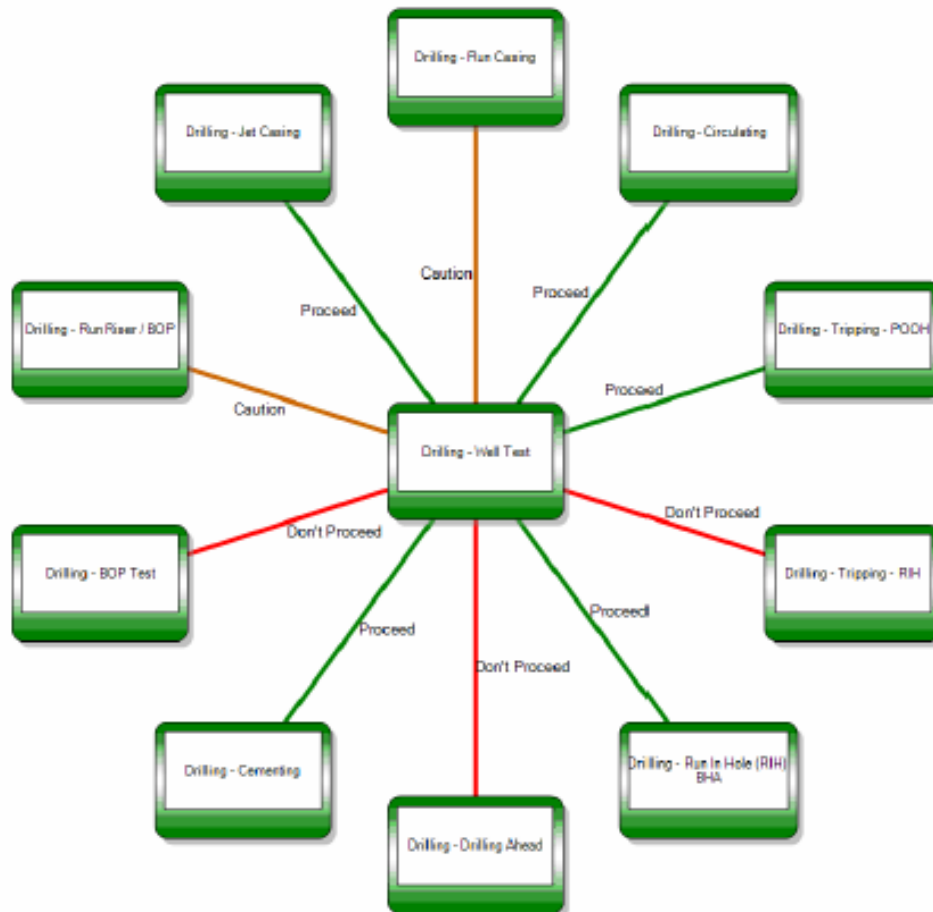 Drilling - Run Casing
Drilling - Jet Casing
Drilling - Circulating
Caution
Proceed
Proceed
Drilling - Run Riser / BOP
Drilling - Tripping - POOH
Proceed
Caution
Drilling - Well Test
Don't Proceed
Don't Proceed
Drilling - BOP Test
Drilling - Tripping - RIH
Proceed
Proceed
Don't Proceed
Drilling - Cementing
Drilling - Run In Hole (RIH)
BHA
Drilling - Drilling Ahead